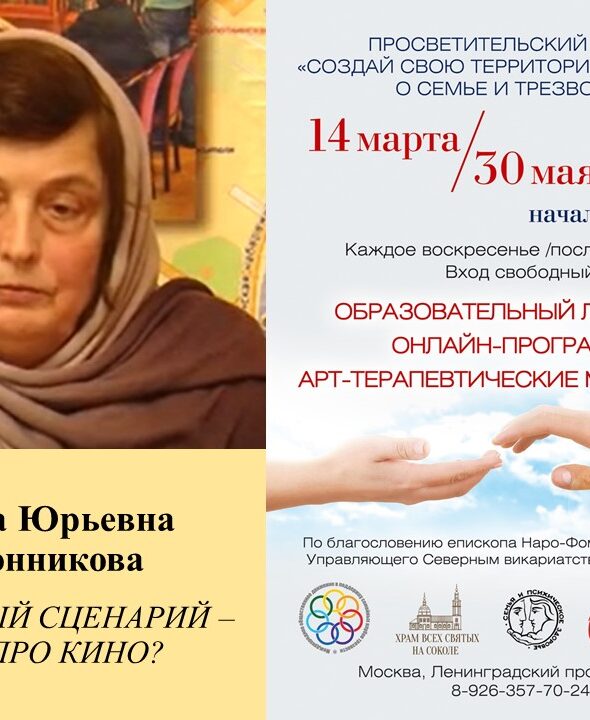 а Юрьевна
онникова
ЫЙ СЦЕНАРИЙ –
ПРО КИНО?
ПРОСВЕТИТЕЛЬСКИЙ
«СОЗДАЙ СВОЮ ТЕРРИТОРИ
О СЕМЬЕ И ТРЕЗВО
14 марта/
30 мая
начал
Каждое воскресенье /посл
Вход свободный
ОБРАЗОВАТЕЛЬНЫЙ Л
ОНЛАЙН-ПРОГРА
АРТ-ТЕРАПЕВТИЧЕСКИЕ М
По благословению епископа Наро-Фом
Управляющего Северным викариатств
ХРАМ ВСЕХ СВЯТЫХ
НА СОКОЛЕ
СЕМЬЯ И ПСИХИЧЕСКОЕ
ЗДОРОВЬЕ
Москва, Ленинградский про
8-926-357-70-24